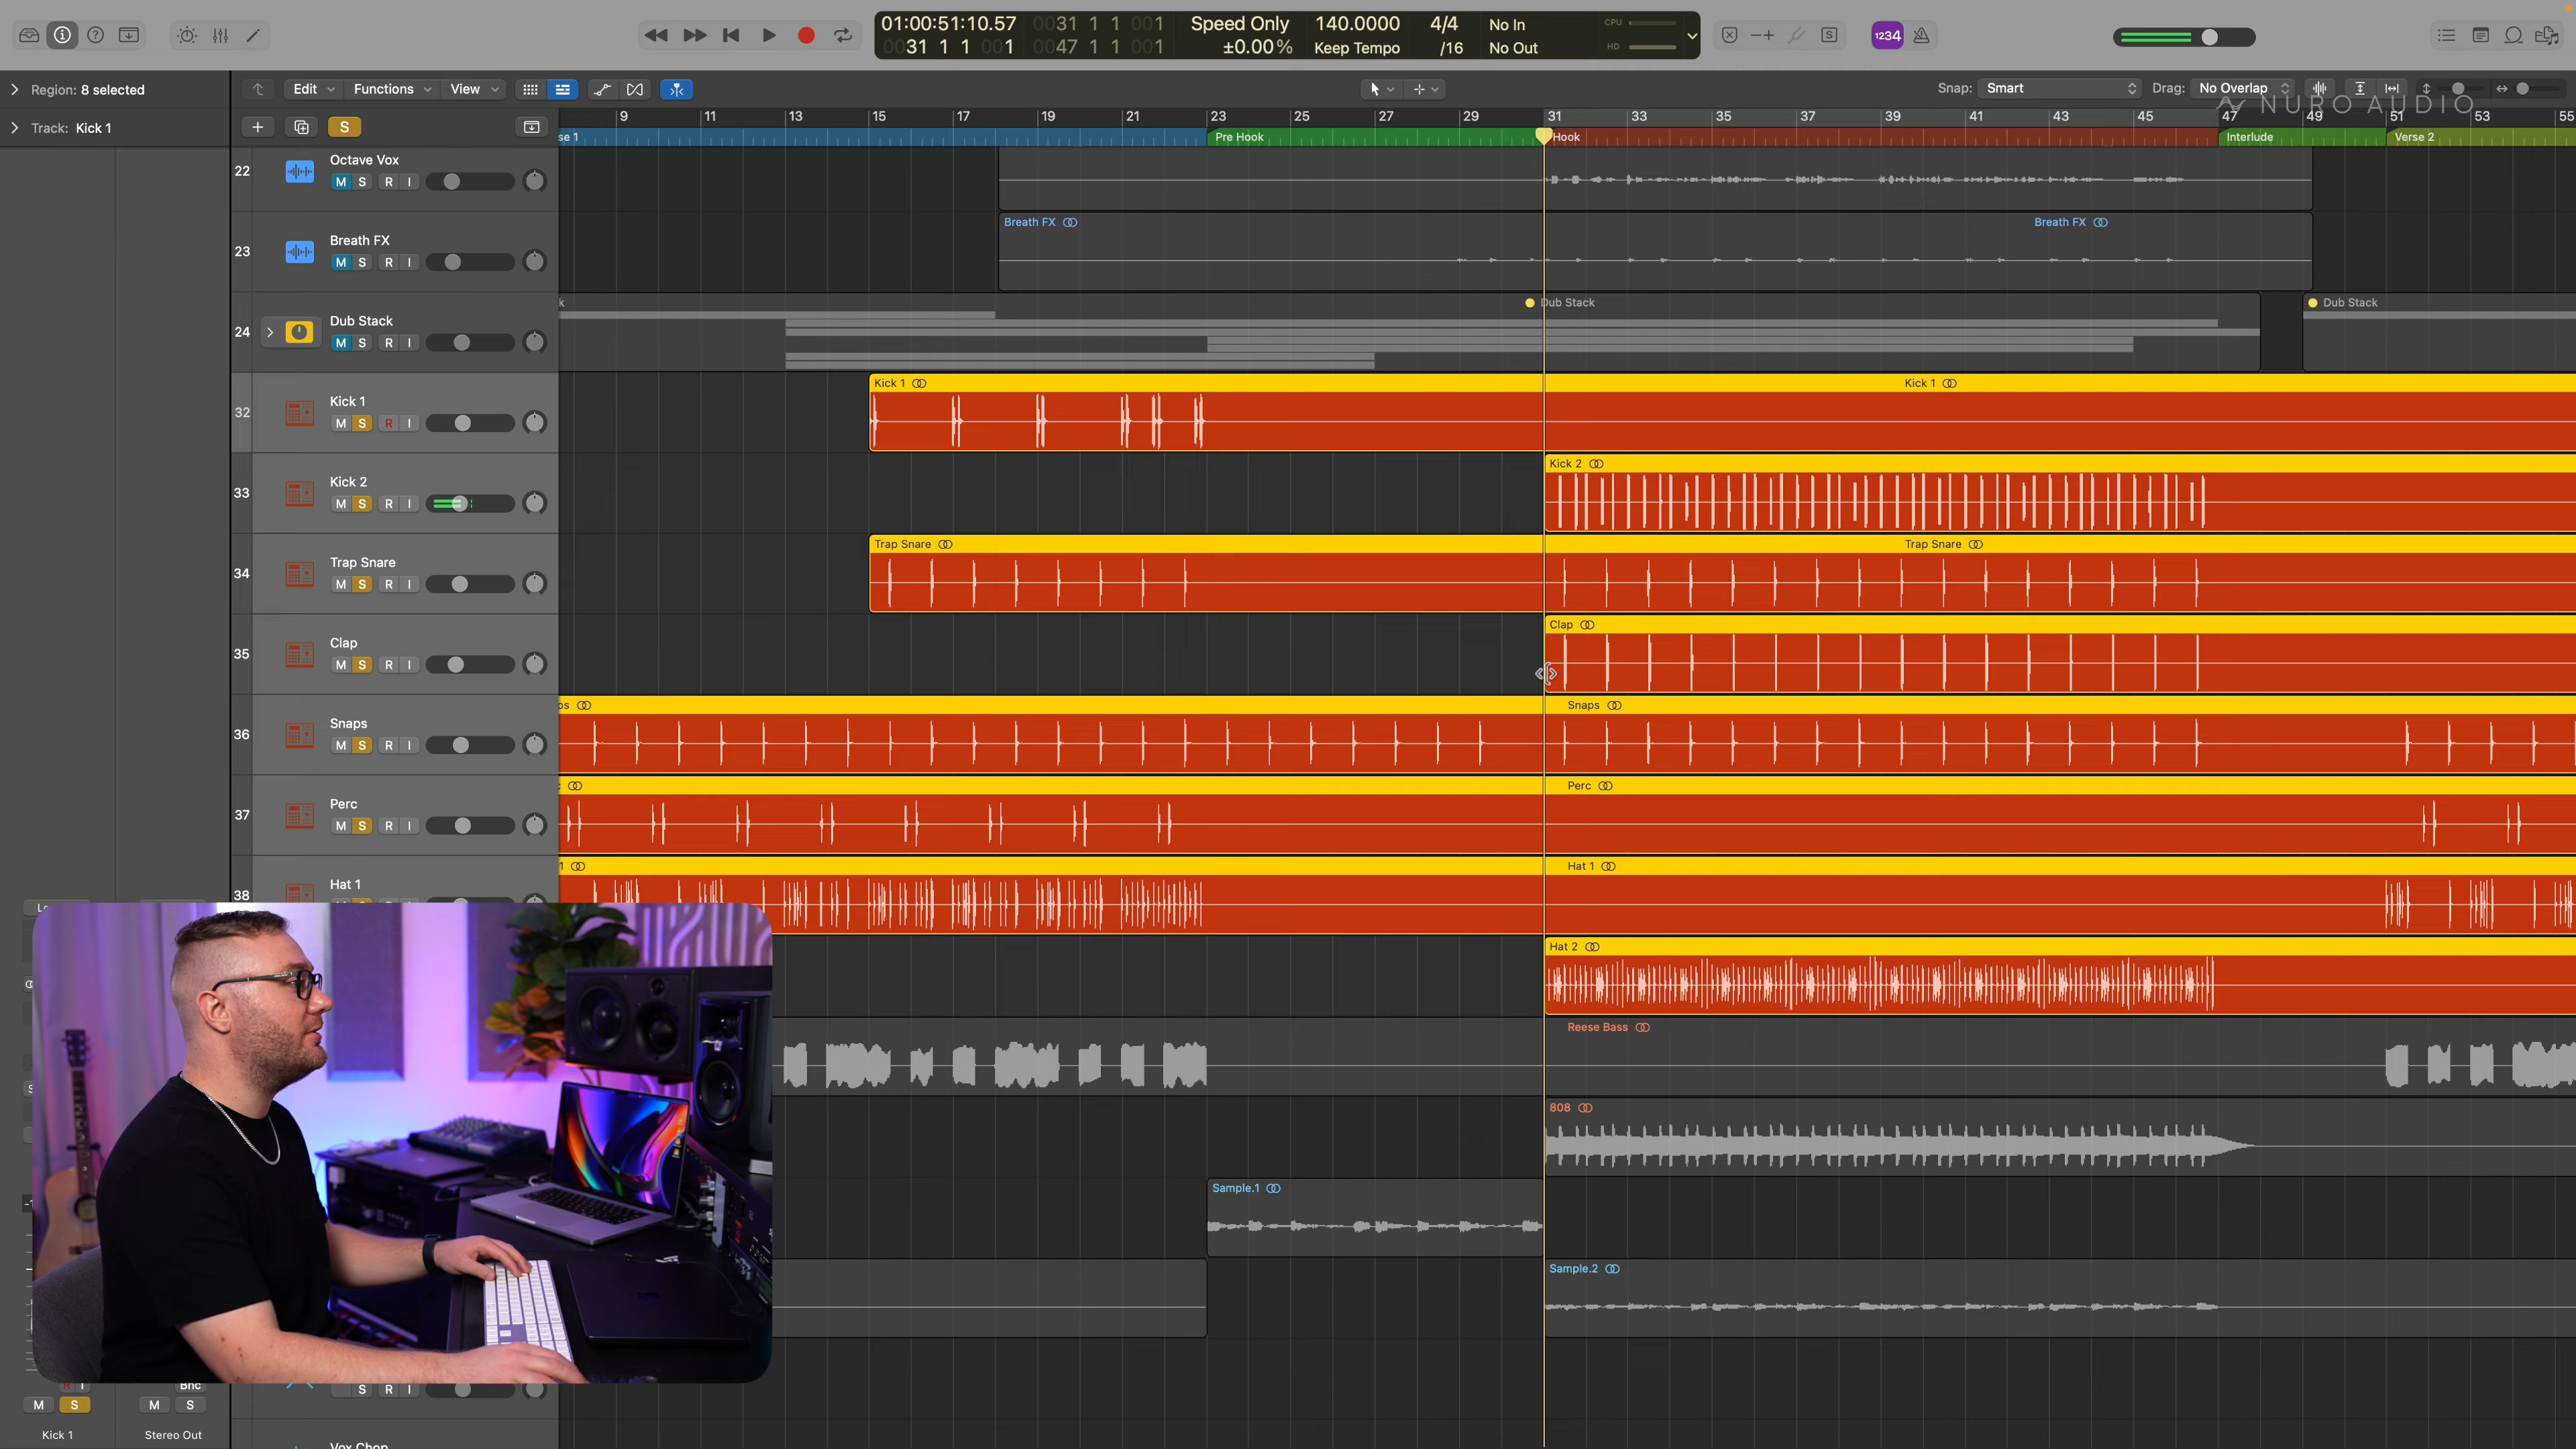 01:00:51:10.57
0031 1 1 001
Speed Only
140.0000
4/4
No In
CPU
0031 1 1 001
0047 1 1 001
±0.00%
Keep Tempo
/16
No Out
HD
1234
Region: 8 selected
Edit
Functions
View
Snap: Smart
Drag: No Overlap
NURO AUDIO
Track: Kick 1
S
9 11 13 15 17 19 21 23 25 27 29 31 33 35 37 39 41 43 45 47 49 51 53 55
se 1
Pre Hook
Hook
Interlude
Verse 2
22
Octave Vox
M S R I
23
Breath FX
M S R I
Breath FX
Breath FX
24
Dub Stack
M S R I
k
Dub Stack
Dub Stack
32
Kick 1
M S R I
Kick 1
Kick 1
33
Kick 2
M S R I
Kick 2
34
Trap Snare
M S R I
Trap Snare
Trap Snare
35
Clap
M S R I
Clap
36
Snaps
M S R I
ps
Snaps
37
Perc
M S R I
Perc
38
Hat 1
1
Hat 1
Hat 2
Reese Bass
808
Sample.1
Sample.2
S R I
R I
Bnc
M S
M S
Kick 1
Stereo Out
Vox Chop